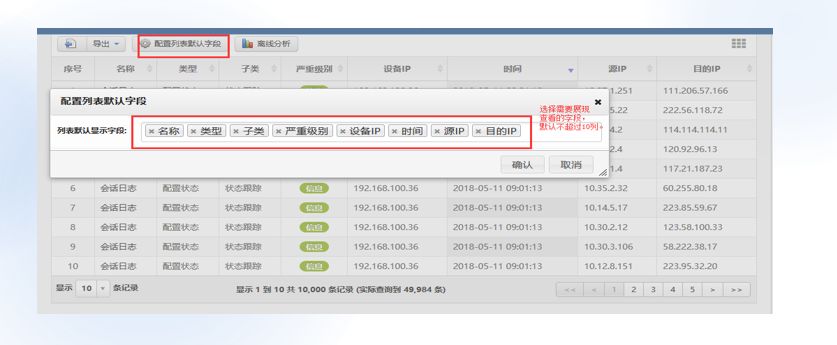 导出 配置列表默认字段 离线分析
序号 名称 类型 子类 严重级别 设备IP 时间 源IP 目的IP
1.251 111.206.57.166
配置列表默认字段
选择需要展现
查看的字段，
默认不超过10列。
5.22 222.56.118.72
列表默认显示字段: × 名称 × 类型 × 子类 × 严重级别 × 设备IP × 时间 × 源IP × 目的IP
4.2 114.114.114.11
2.4 120.92.96.13
确认 取消
1.4 117.21.187.23
6 会话日志 配置状态 状态跟踪 信息 192.168.100.36 2018-05-11 09:01:13 10.35.2.32 60.255.80.18
7 会话日志 配置状态 状态跟踪 信息 192.168.100.36 2018-05-11 09:01:13 10.14.5.17 223.85.59.67
8 会话日志 配置状态 状态跟踪 信息 192.168.100.36 2018-05-11 09:01:13 10.30.2.12 123.58.100.33
9 会话日志 配置状态 状态跟踪 信息 192.168.100.36 2018-05-11 09:01:13 10.30.3.106 58.222.38.17
10 会话日志 配置状态 状态跟踪 信息 192.168.100.36 2018-05-11 09:01:13 10.12.8.151 223.95.32.20
显示 10 条记录 显示 1 到 10 共 10,000 条记录 (实际查询到 49,984 条) << < 1 2 3 4 5 > >>